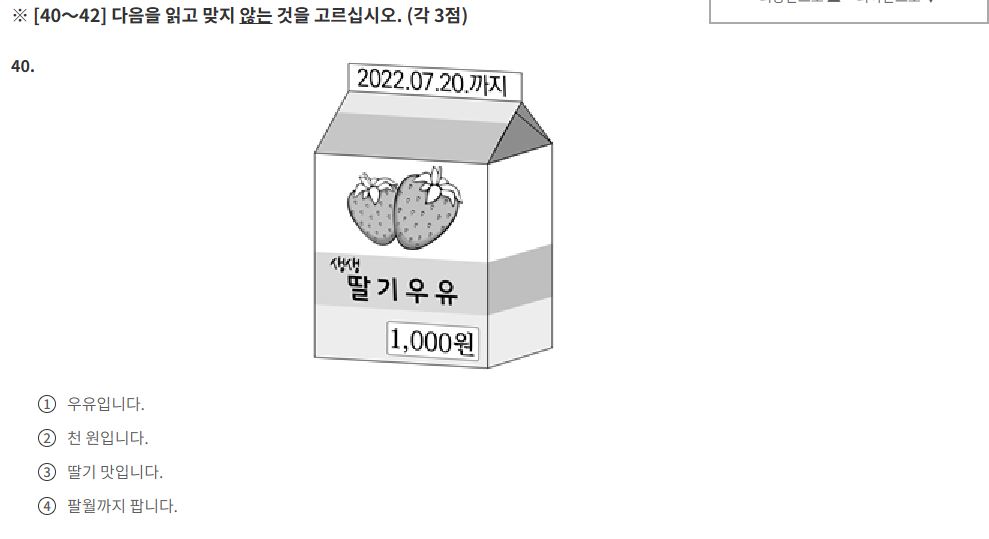 ※ [40～42] 다음을 읽고 맞지 않는 것을 고르십시오. (각 3점)
40.
2022.07.20.까지
생생
딸기우유
1,000원
① 우유입니다.
② 천 원입니다.
③ 딸기 맛입니다.
④ 팔월까지 팝니다.